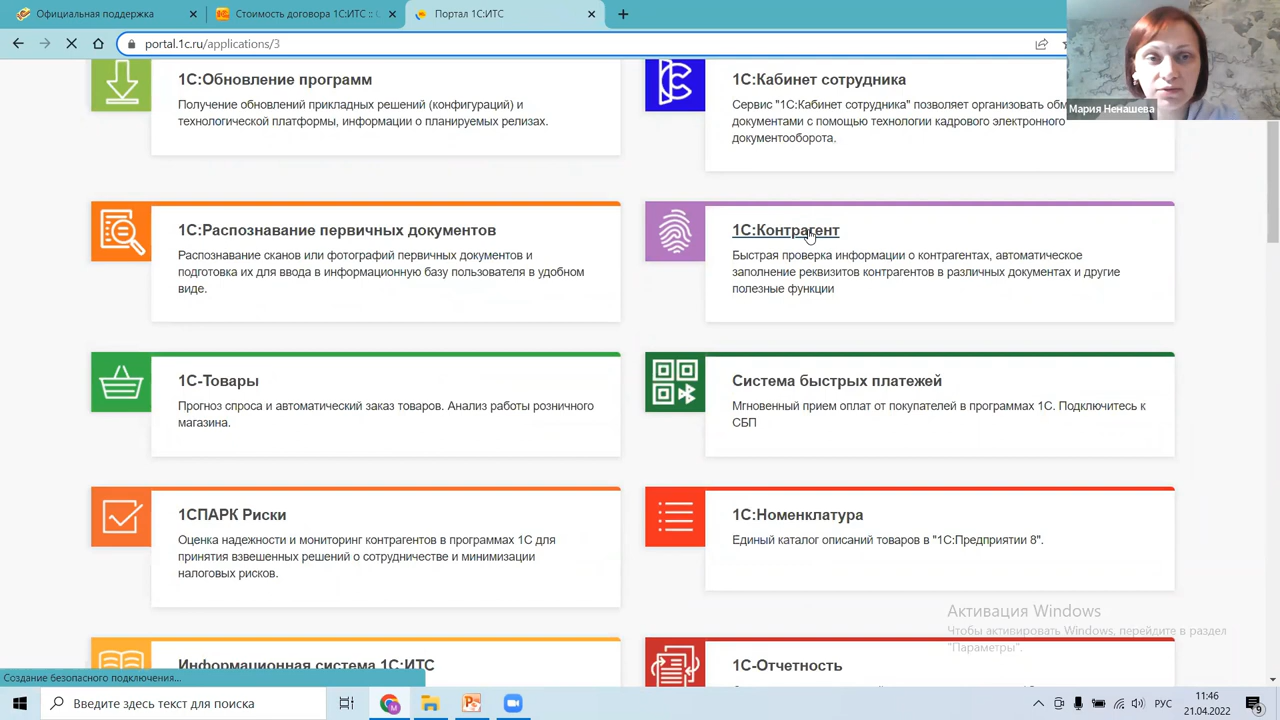 Официальная поддержка
Стоимость договора 1С:ИТС ::
Портал 1С:ИТС
portal.1c.ru/applications/3
Мария Ненашева
1С:Обновление программ
Получение обновлений прикладных решений (конфигураций) и
технологической платформы, информации о планируемых релизах.
1С:Кабинет сотрудника
Сервис "1С:Кабинет сотрудника" позволяет организовать
документами с помощью технологии кадрового электронного
документооборота.
1С:Распознавание первичных документов
Распознавание сканов или фотографий первичных документов и
подготовка их для ввода в информационную базу пользователя в удобном
виде.
1С:Контрагент
Быстрая проверка информации о контрагентах, автоматическое
заполнение реквизитов контрагентов в различных документах и другие
полезные функции
1С-Товары
Прогноз спроса и автоматический заказ товаров. Анализ работы розничного
магазина.
Система быстрых платежей
Мгновенный прием оплат от покупателей в программах 1С. Подключитесь к
СБП
1СПАРК Риски
Оценка надежности и мониторинг контрагентов в программах 1С для
принятия взвешенных решений о сотрудничестве и минимизации
налоговых рисков.
1С:Номенклатура
Единый каталог описаний товаров в "1С:Предприятии 8".
Информационная система 1С:ИТС
1С-Отчетность
Активация Windows
Чтобы активировать Windows, перейдите в раздел
"Параметры".
Создание безопасного подключения...
Введите здесь текст для поиска
РУС
11:46
21.04.2022
9